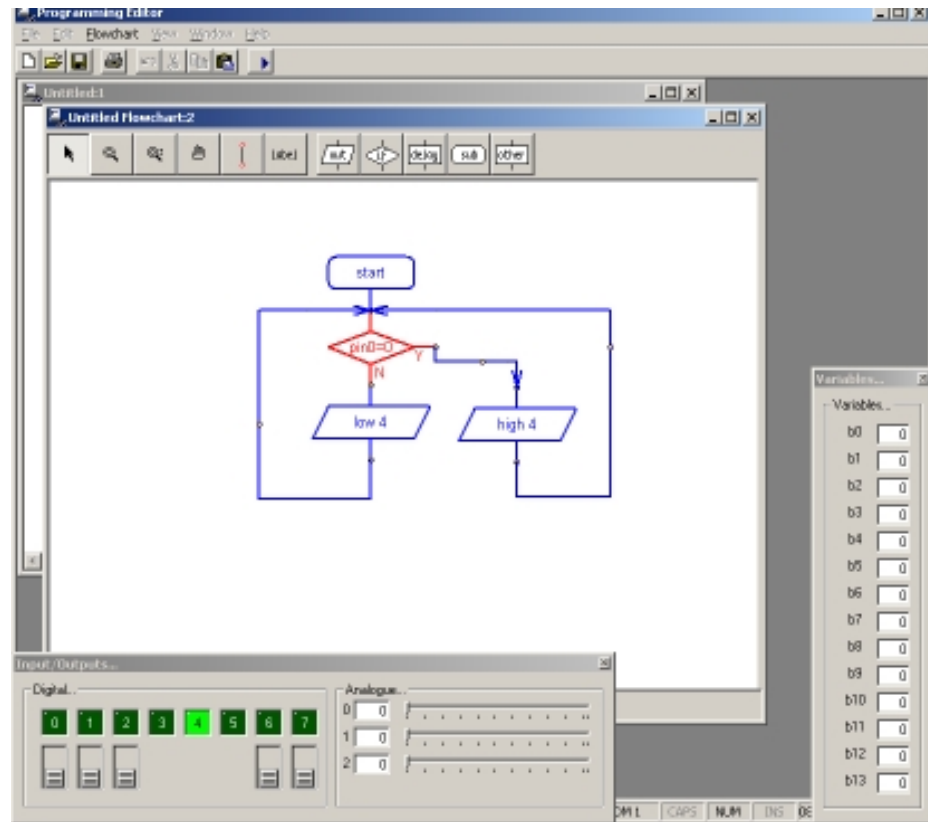 Programming Editor
File Edit Flowchart View Window Help
Untitled:1
Untitled Flowchart:2
Label out if delay sub other
start
pin0=0
Y
N
low 4
high 4
Variables...
Variables...
b0 0
b1 0
b2 0
b3 0
b4 0
b5 0
b6 0
b7 0
b8 0
b9 0
b10 0
b11 0
b12 0
b13 0
Input/Outputs...
Digital...
0 1 2 3 4 5 6 7
Analogue...
0 0
1 0
2 0
CAPS NUM INS